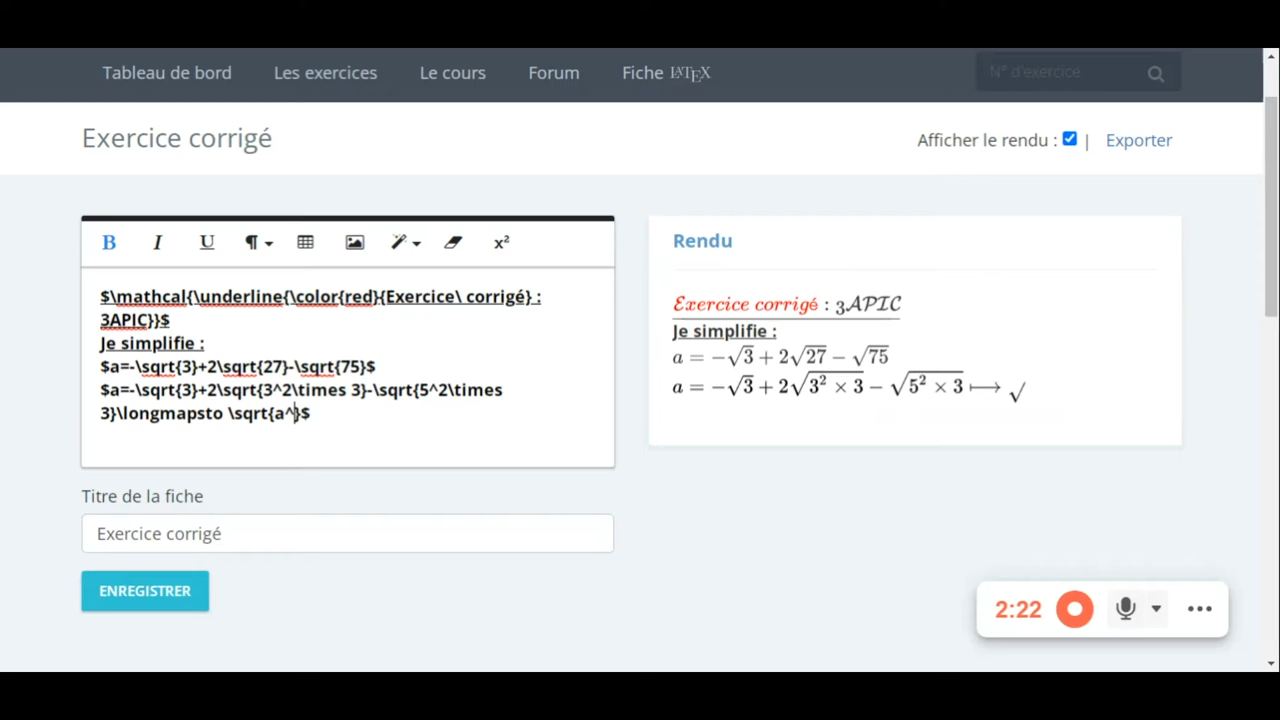 Tableau de bord Les exercices Le cours Forum Fiche LATEX N° d'exercice
Exercice corrigé Afficher le rendu : | Exporter
B I U ¶ x²
$\mathcal{\underline{\color{red}{Exercice\ corrigé} :
3APIC}}$
Je simplifie :
$a=-\sqrt{3}+2\sqrt{27}-\sqrt{75}$
$a=-\sqrt{3}+2\sqrt{3^2\times 3}-\sqrt{5^2\times
3}\longmapsto \sqrt{a^}$
Titre de la fiche
Exercice corrigé
ENREGISTRER
Rendu
Exercice corrigé : 3APIC
Je simplifie :
a = −√3 + 2√27 − √75
a = −√3 + 2√(3² × 3) − √(5² × 3) ⟼ √
2:22